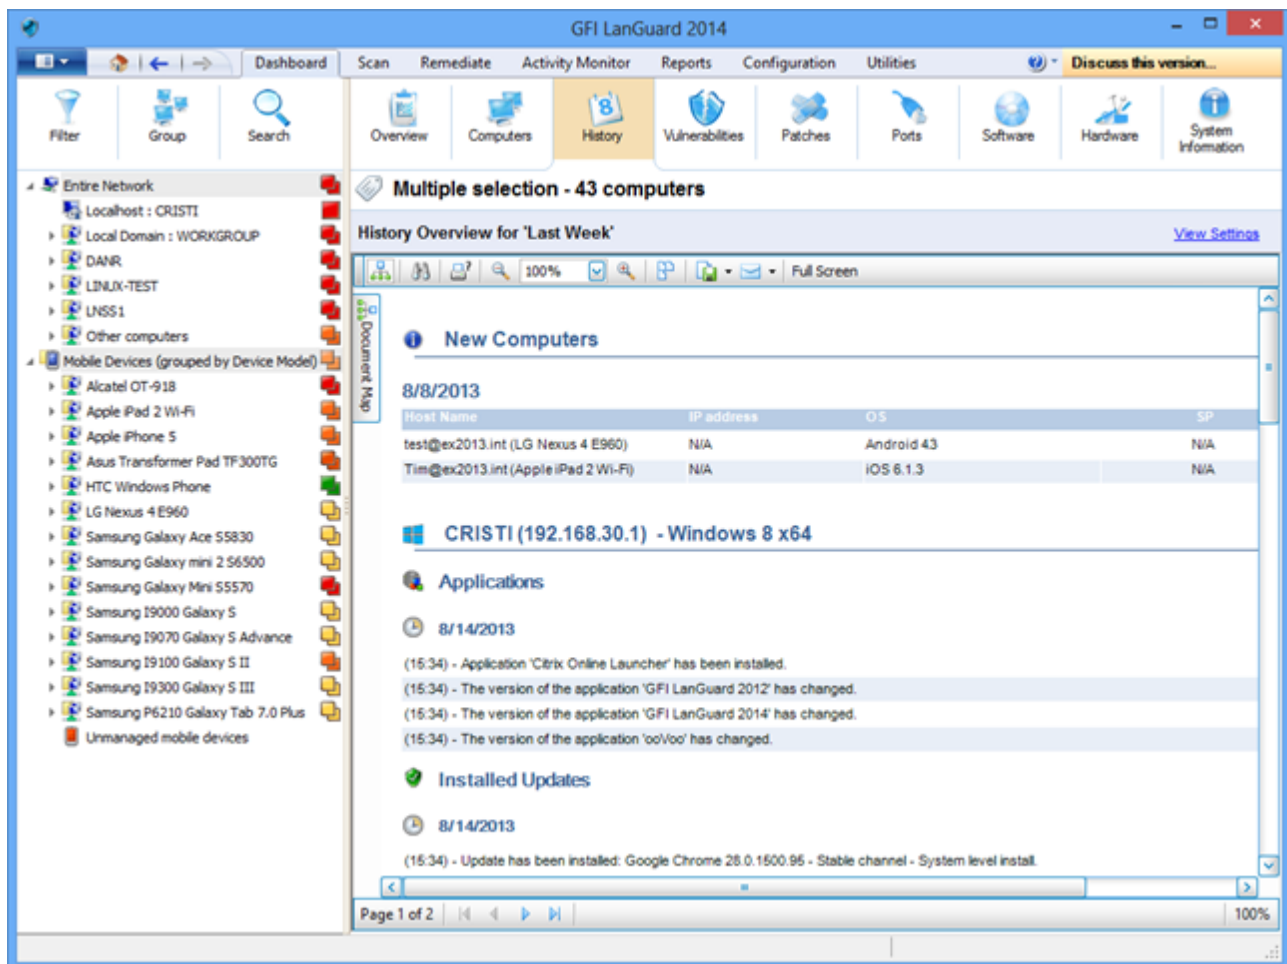 GFI LanGuard 2014
Dashboard Scan Remediate Activity Monitor Reports Configuration Utilities Discuss this version...
Filter Group Search Overview Computers History Vulnerabilities Patches Ports Software Hardware System Information
Entire Network
Localhost : CRISTI
Local Domain : WORKGROUP
DANR
LINUX-TEST
LNSS1
Other computers
Mobile Devices (grouped by Device Model)
Alcatel OT-918
Apple iPad 2 Wi-Fi
Apple iPhone 5
Asus Transformer Pad TF300TG
HTC Windows Phone
LG Nexus 4 E960
Samsung Galaxy Ace S5830
Samsung Galaxy mini 2 S6500
Samsung Galaxy Mini S5570
Samsung I9000 Galaxy S
Samsung I9070 Galaxy S Advance
Samsung I9100 Galaxy S II
Samsung I9300 Galaxy S III
Samsung P6210 Galaxy Tab 7.0 Plus
Unmanaged mobile devices
Multiple selection - 43 computers
History Overview for 'Last Week' View Settings
100% Full Screen
Document Map
New Computers
8/8/2013
Host Name IP address OS SP
test@ex2013.int (LG Nexus 4 E960) N/A Android 4.3 N/A
Tim@ex2013.int (Apple iPad 2 Wi-Fi) N/A iOS 6.1.3 N/A
CRISTI (192.168.30.1) - Windows 8 x64
Applications
8/14/2013
(15:34) - Application 'Citrix Online Launcher' has been installed.
(15:34) - The version of the application 'GFI LanGuard 2012' has changed.
(15:34) - The version of the application 'GFI LanGuard 2014' has changed.
(15:34) - The version of the application 'ooVoo' has changed.
Installed Updates
8/14/2013
(15:34) - Update has been installed: Google Chrome 28.0.1500.95 - Stable channel - System level install.
Page 1 of 2 100%